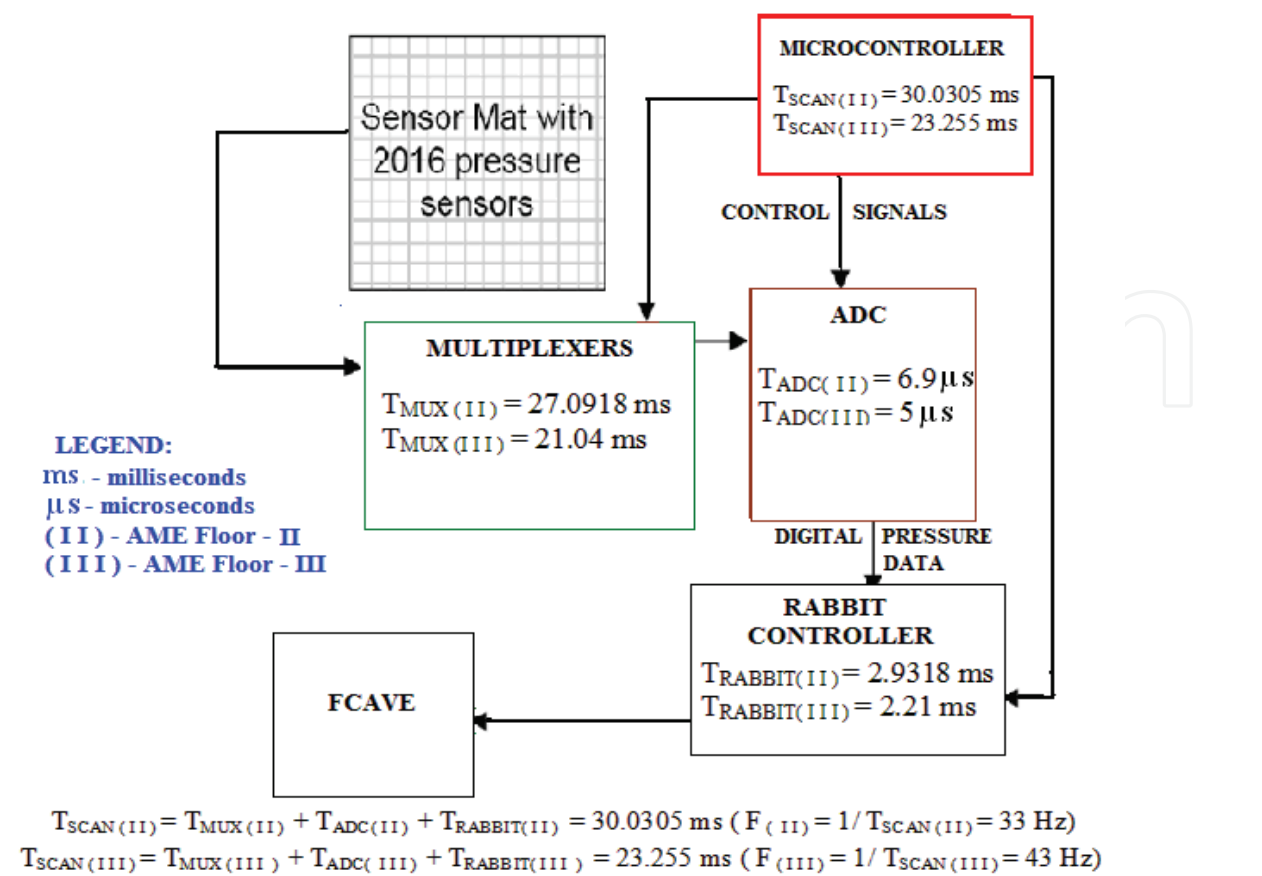 MICROCONTROLLER
TSCAN(II) = 30.0305 ms
TSCAN(III) = 23.255 ms
Sensor Mat with
2016 pressure
sensors
CONTROL SIGNALS
ADC
TADC(II) = 6.9 μs
TADC(III) = 5 μs
MULTIPLEXERS
TMUX(II) = 27.0918 ms
TMUX(III) = 21.04 ms
LEGEND:
ms - milliseconds
μs - microseconds
(II) - AME Floor - II
(III) - AME Floor - III
DIGITAL PRESSURE
DATA
RABBIT
CONTROLLER
TRABBIT(II) = 2.9318 ms
TRABBIT(III) = 2.21 ms
FCAVE
TSCAN(II) = TMUX(II) + TADC(II) + TRABBIT(II) = 30.0305 ms ( F(II) = 1/ TSCAN(II) = 33 Hz)
TSCAN(III) = TMUX(III) + TADC(III) + TRABBIT(III) = 23.255 ms ( F(III) = 1/ TSCAN(III) = 43 Hz)